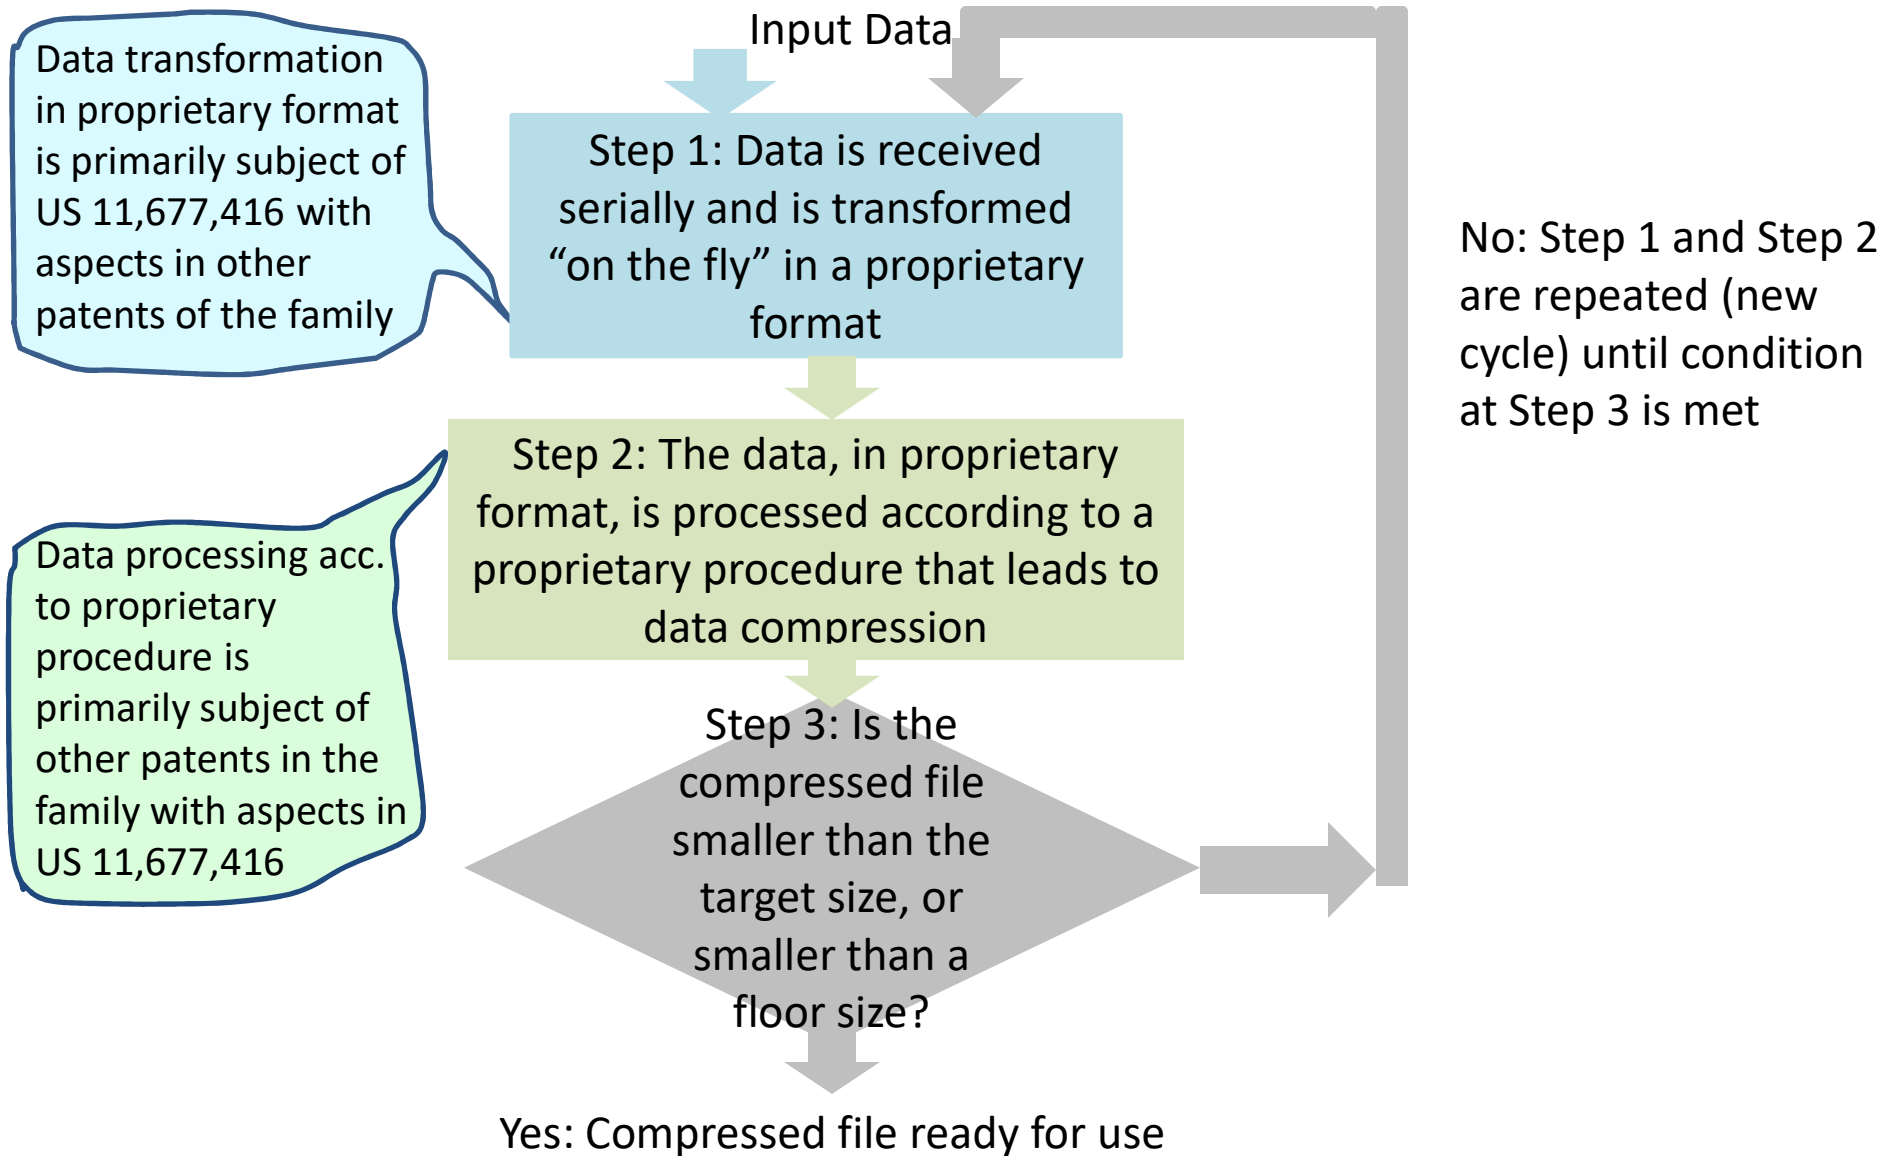 Input Data
Data transformation
in proprietary format
is primarily subject of
US 11,677,416 with
aspects in other
patents of the family
Step 1: Data is received
serially and is transformed
“on the fly” in a proprietary
format
No: Step 1 and Step 2
are repeated (new
cycle) until condition
at Step 3 is met
Step 2: The data, in proprietary
format, is processed according to a
proprietary procedure that leads to
data compression
Data processing acc.
to proprietary
procedure is
primarily subject of
other patents in the
family with aspects in
US 11,677,416
Step 3: Is the
compressed file
smaller than the
target size, or
smaller than a
floor size?
Yes: Compressed file ready for use